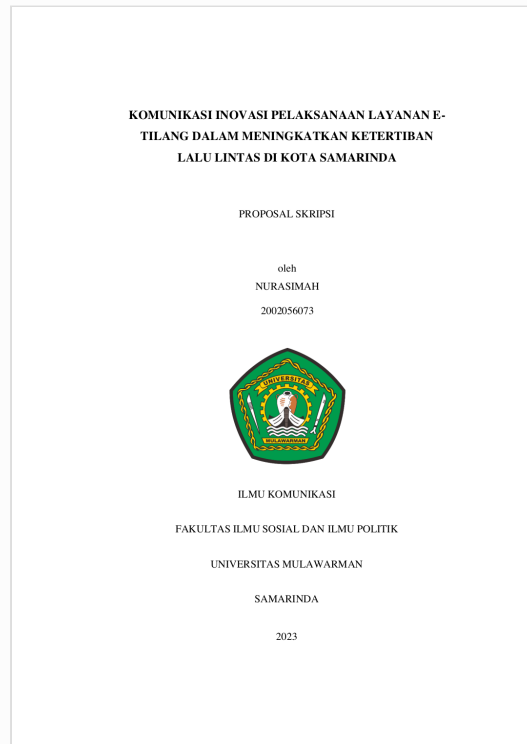 KOMUNIKASI INOVASI PELAKSANAAN LAYANAN E-
TILANG DALAM MENINGKATKAN KETERTIBAN
LALU LINTAS DI KOTA SAMARINDA
PROPOSAL SKRIPSI
oleh
NURASIMAH
2002056073
UNIVERSITAS
MULAWARMAN
ILMU KOMUNIKASI
FAKULTAS ILMU SOSIAL DAN ILMU POLITIK
UNIVERSITAS MULAWARMAN
SAMARINDA
2023